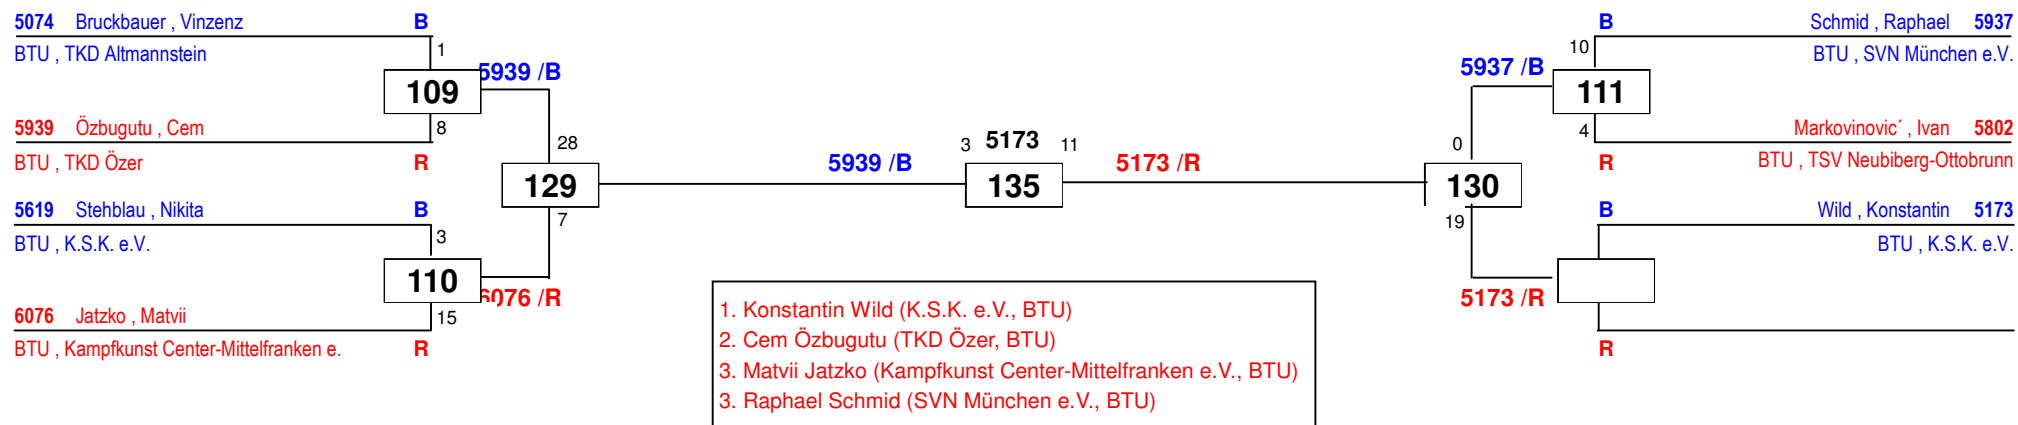 5074 Bruckbauer , Vinzenz B
BTU , TKD Altmannstein
1
109
5939 /B
8
5939 Özbugutu , Cem
BTU , TKD Özer R
28
129
7
5619 Stehblau , Nikita B
BTU , K.S.K. e.V.
3
110
6076 /R
15
6076 Jatzko , Matvii
BTU , Kampfkunst Center-Mittelfranken e. R
5939 /B
3 5173 11
135
5173 /R
B Schmid , Raphael 5937
BTU , SVN München e.V.
10
5937 /B
111
4
Markovinovic´ , Ivan 5802
R BTU , TSV Neubiberg-Ottobrunn
0
130
19
B Wild , Konstantin 5173
BTU , K.S.K. e.V.
5173 /R
R
1. Konstantin Wild (K.S.K. e.V., BTU)
2. Cem Özbugutu (TKD Özer, BTU)
3. Matvii Jatzko (Kampfkunst Center-Mittelfranken e.V., BTU)
3. Raphael Schmid (SVN München e.V., BTU)